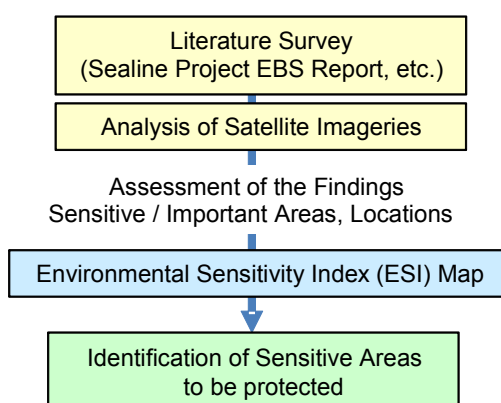 Literature Survey
(Sealine Project EBS Report, etc.)
Analysis of Satellite Imageries
Assessment of the Findings
Sensitive / Important Areas, Locations
Environmental Sensitivity Index (ESI) Map
Identification of Sensitive Areas
to be protected